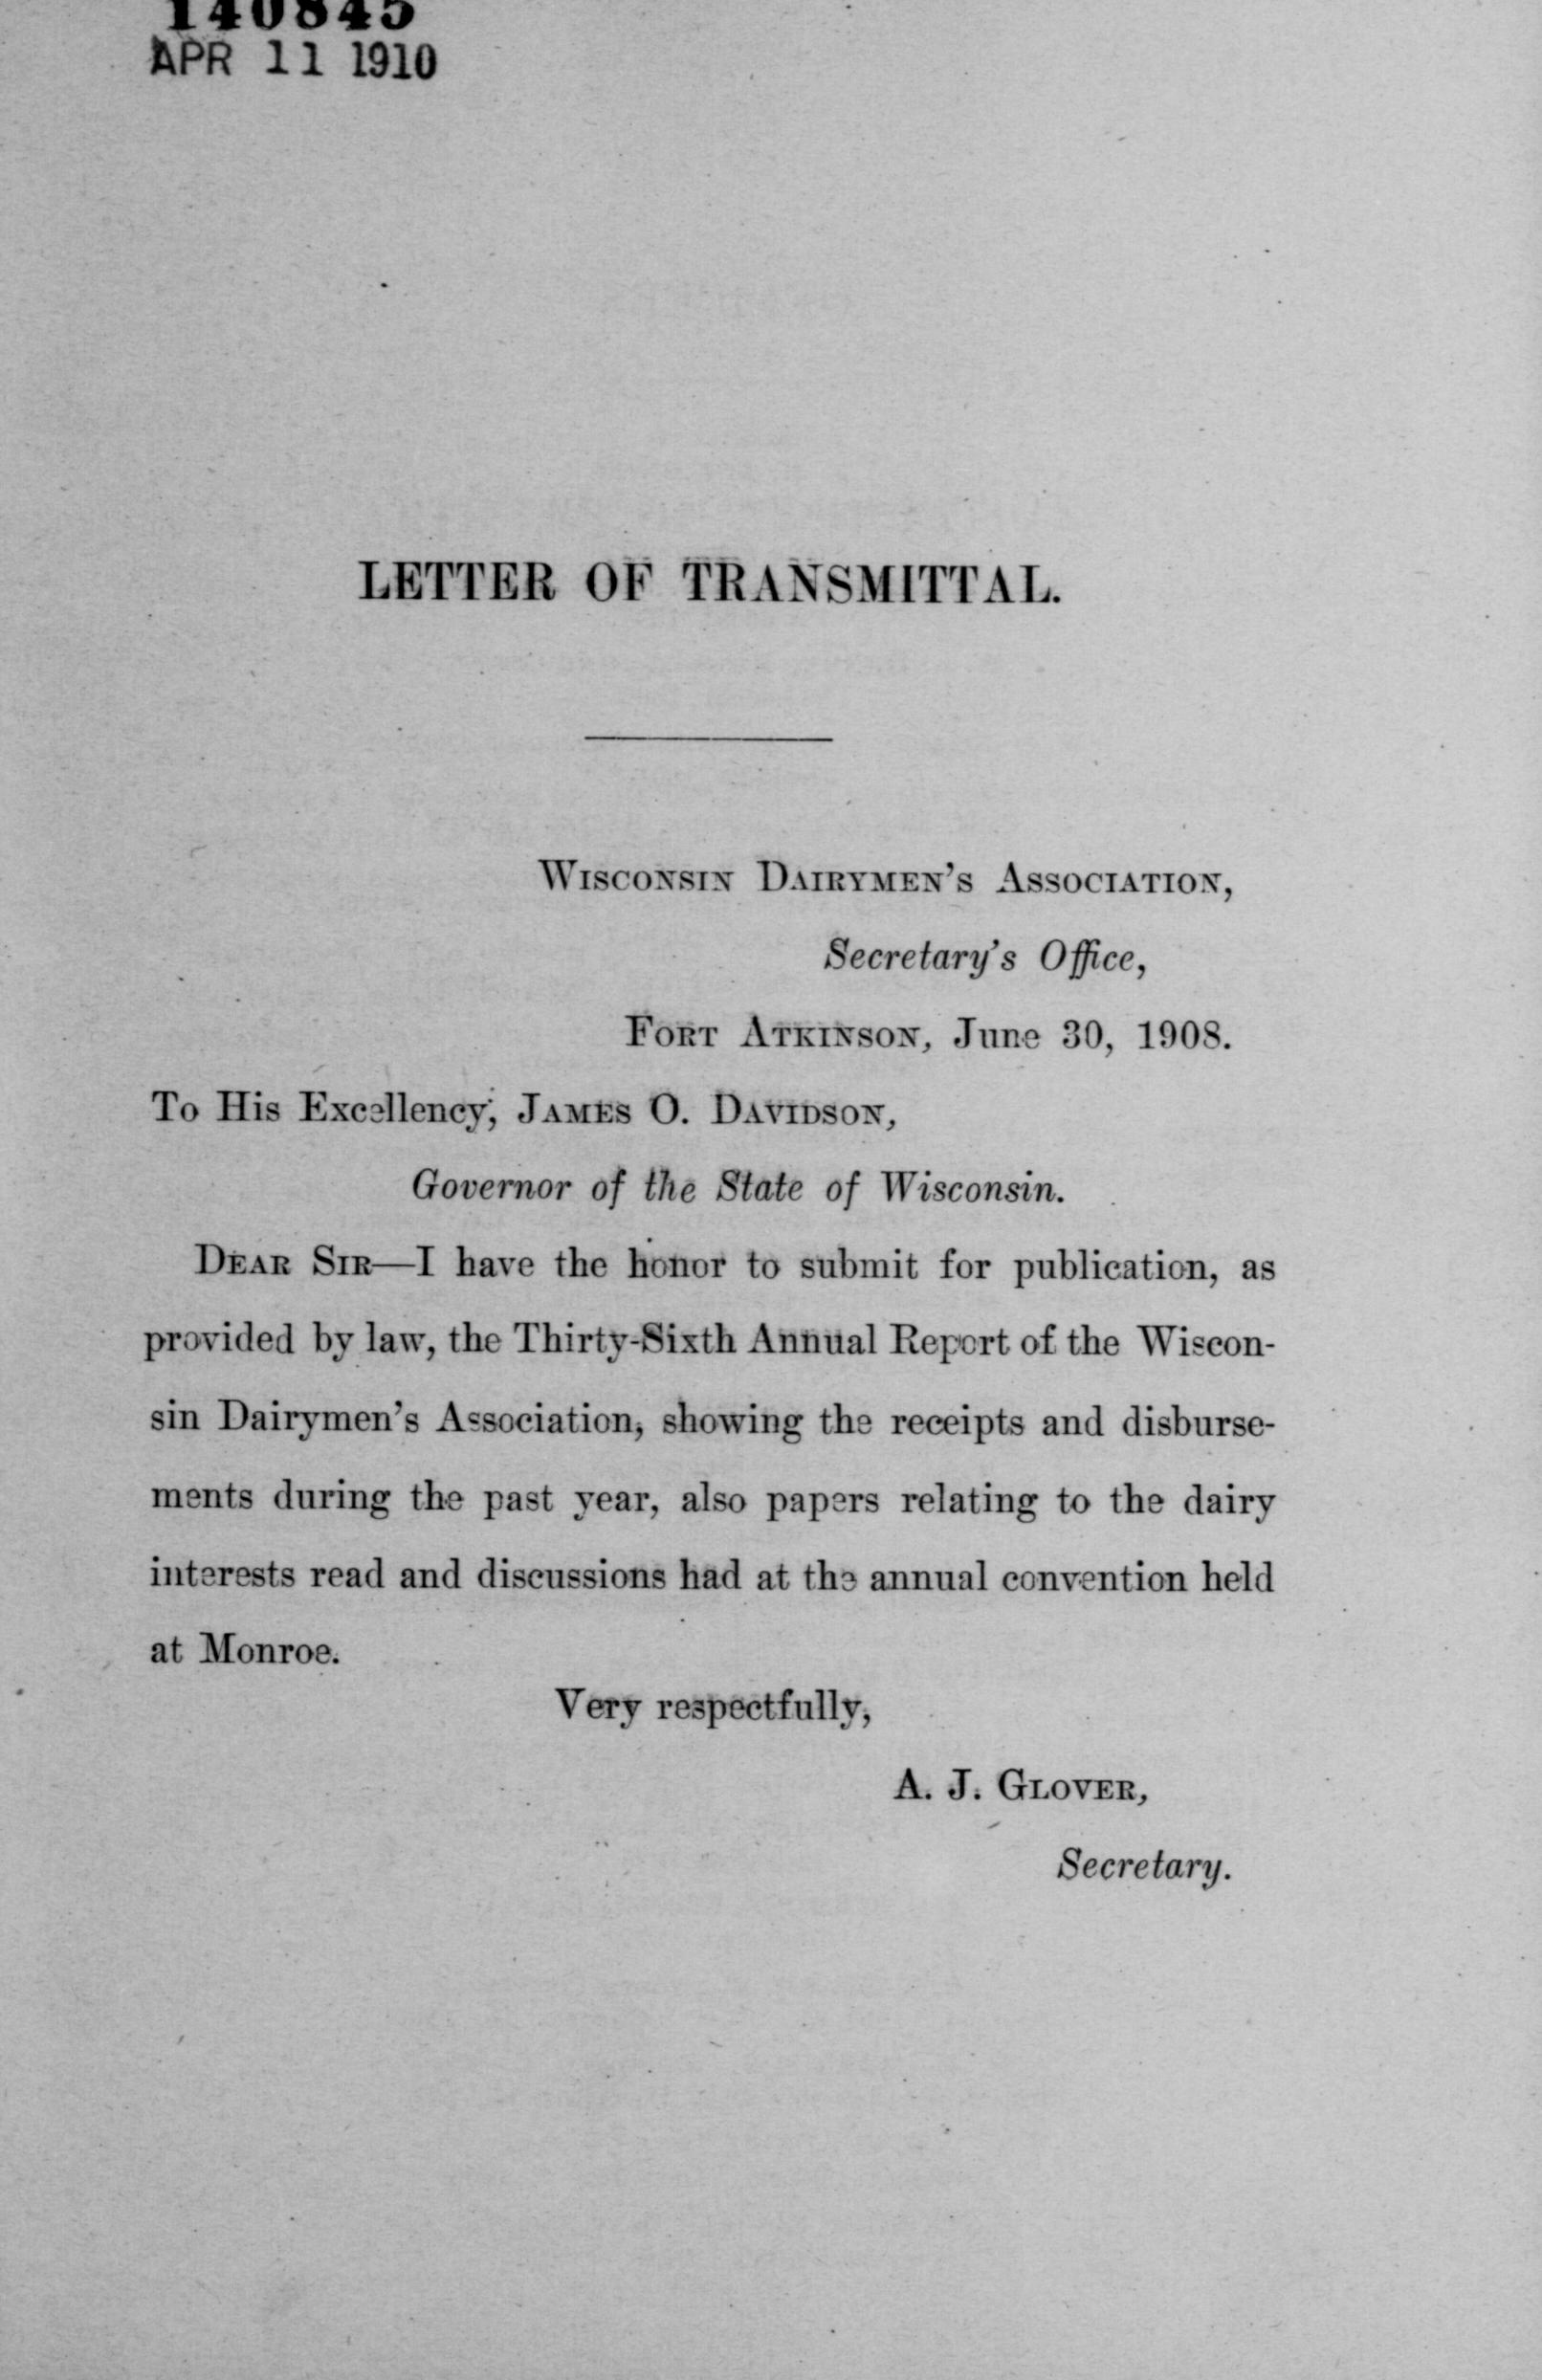 140845
APR 11 1910
LETTER OF TRANSMITTAL.
WISCONSIN DAIRYMEN'S ASSOCIATION,
Secretary's Office,
FORT ATKINSON, June 30, 1908.
To His Excellency, JAMES O. DAVIDSON,
Governor of the State of Wisconsin.
DEAR SIR—I have the honor to submit for publication, as
provided by law, the Thirty-Sixth Annual Report of the Wiscon-
sin Dairymen's Association, showing the receipts and disburse-
ments during the past year, also papers relating to the dairy
interests read and discussions had at the annual convention held
at Monroe.
Very respectfully,
A. J. GLOVER,
Secretary.